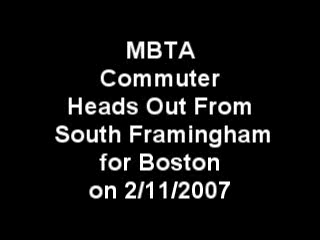 MBTA
Commuter
Heads Out From
South Framingham
for Boston
on 2/11/2007